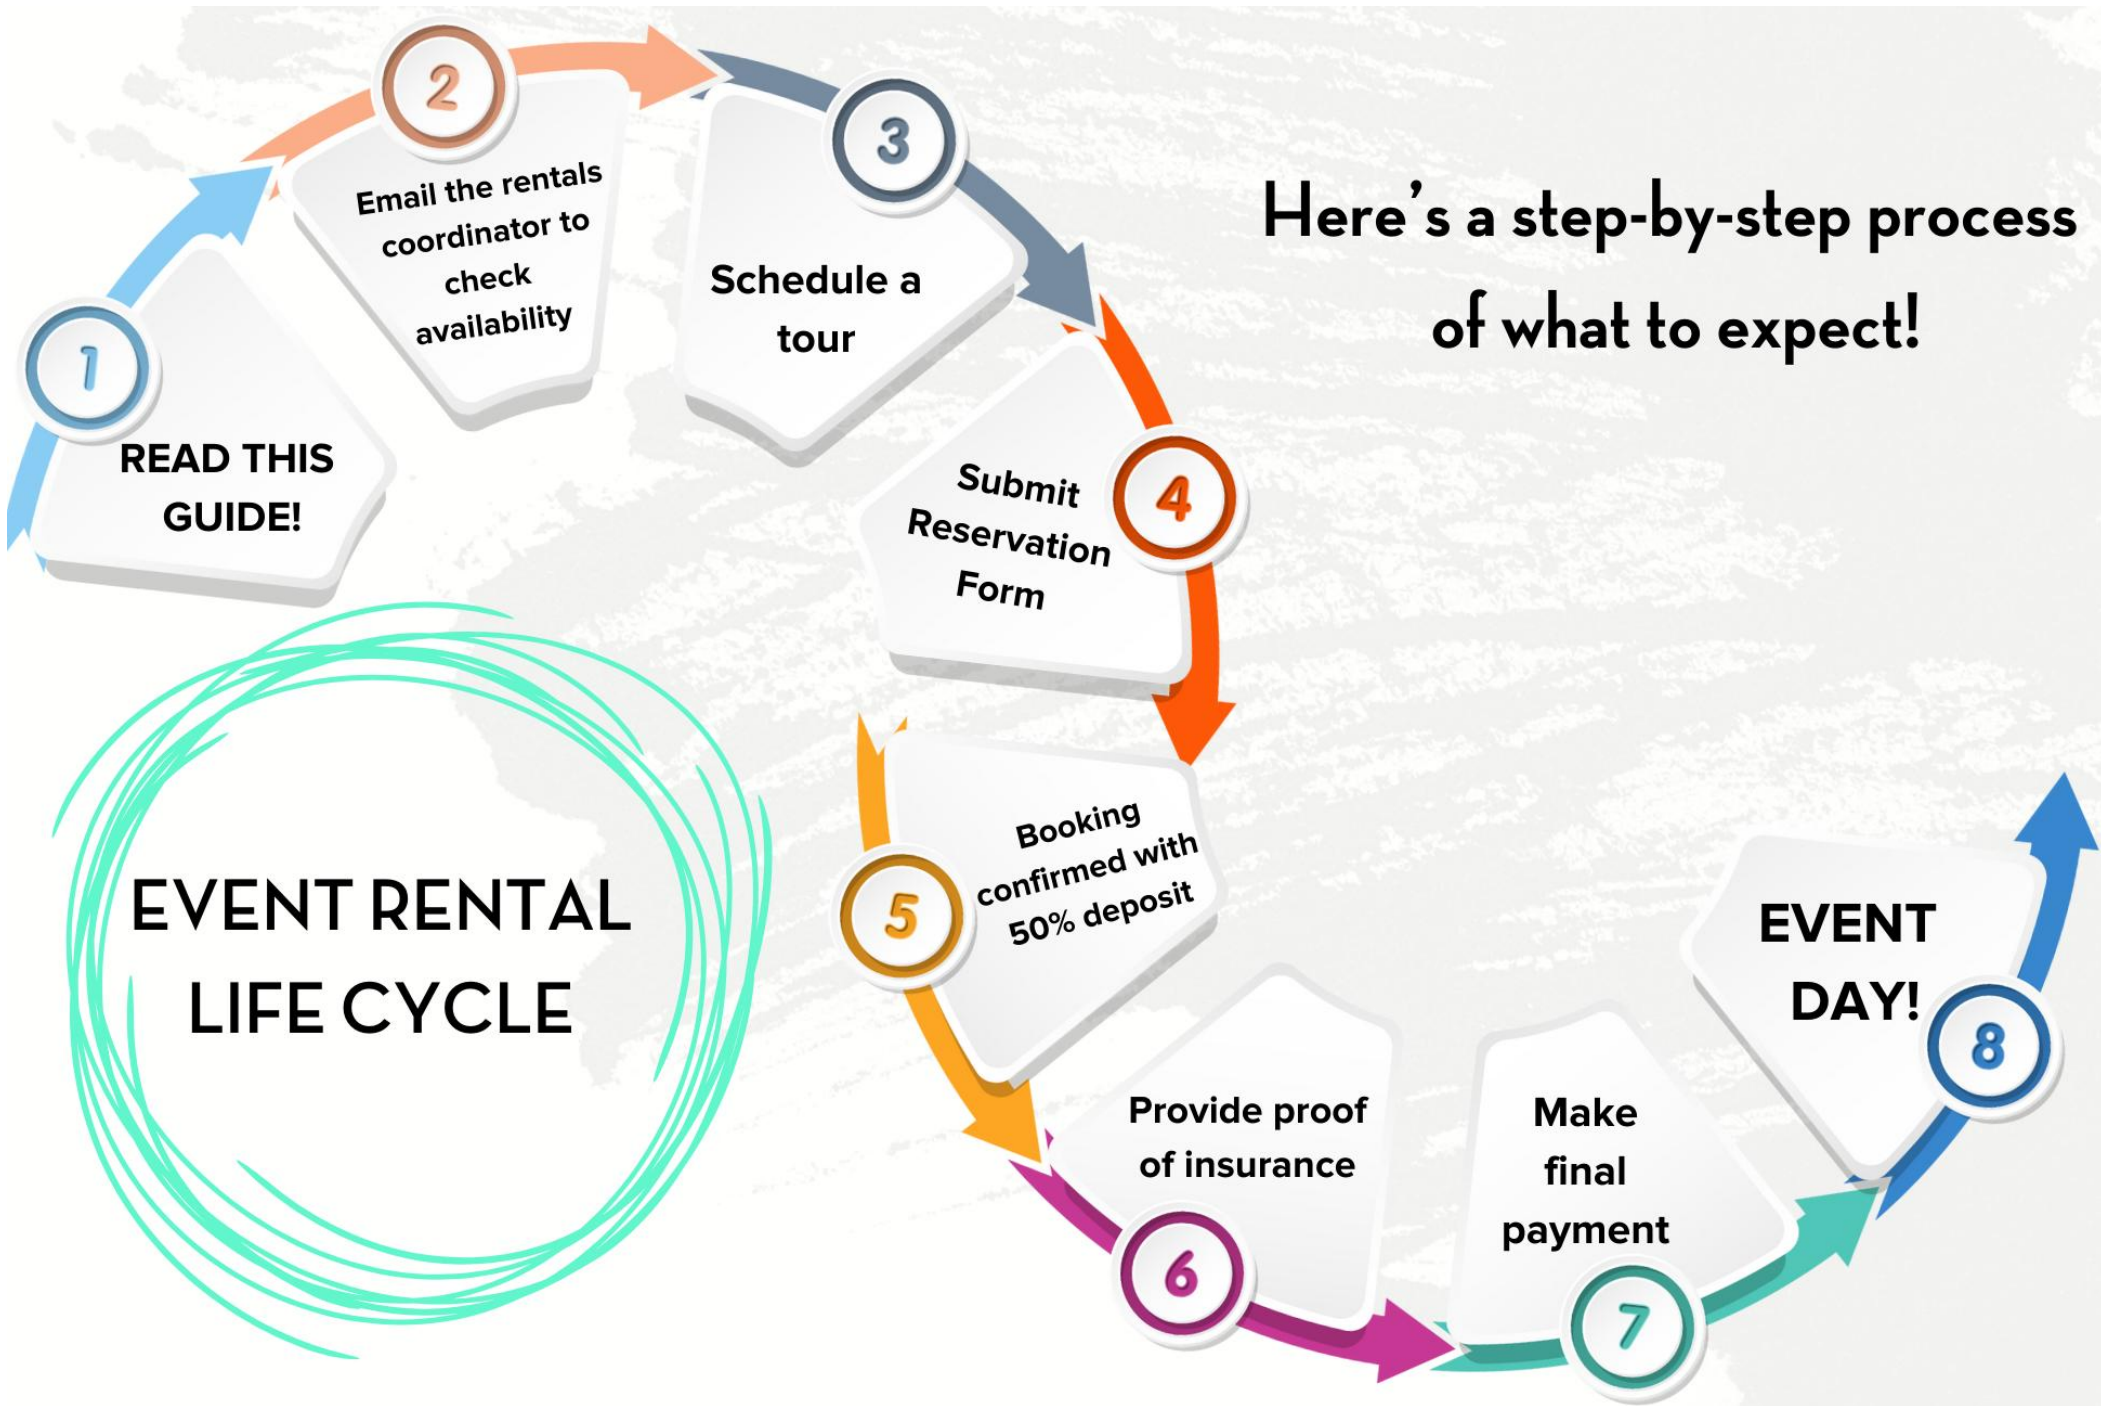 1
READ THIS
GUIDE!
2
Email the rentals
coordinator to
check
availability
3
Schedule a
tour
Here's a step-by-step process
of what to expect!
4
Submit
Reservation
Form
EVENT RENTAL
LIFE CYCLE
5
Booking
confirmed with
50% deposit
6
Provide proof
of insurance
7
Make
final
payment
8
EVENT
DAY!